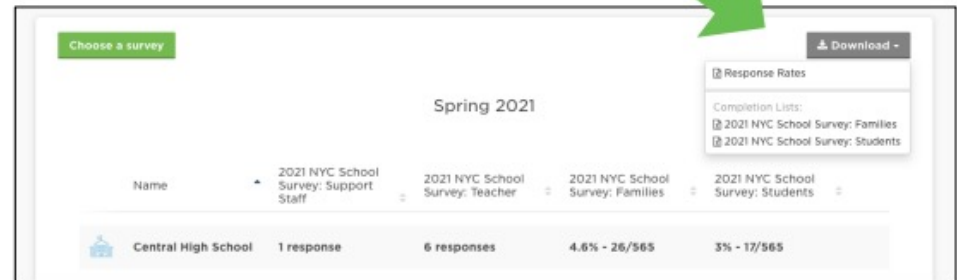 Choose a survey
Download
Response Rates
Spring 2021
Completion Lists:
2021 NYC School Survey: Families
2021 NYC School Survey: Students
Name
2021 NYC School
Survey: Support
Staff
2021 NYC School
Survey: Teacher
2021 NYC School
Survey: Families
2021 NYC School
Survey: Students
Central High School 1 response 6 responses 4.6% - 26/565 3% - 17/565